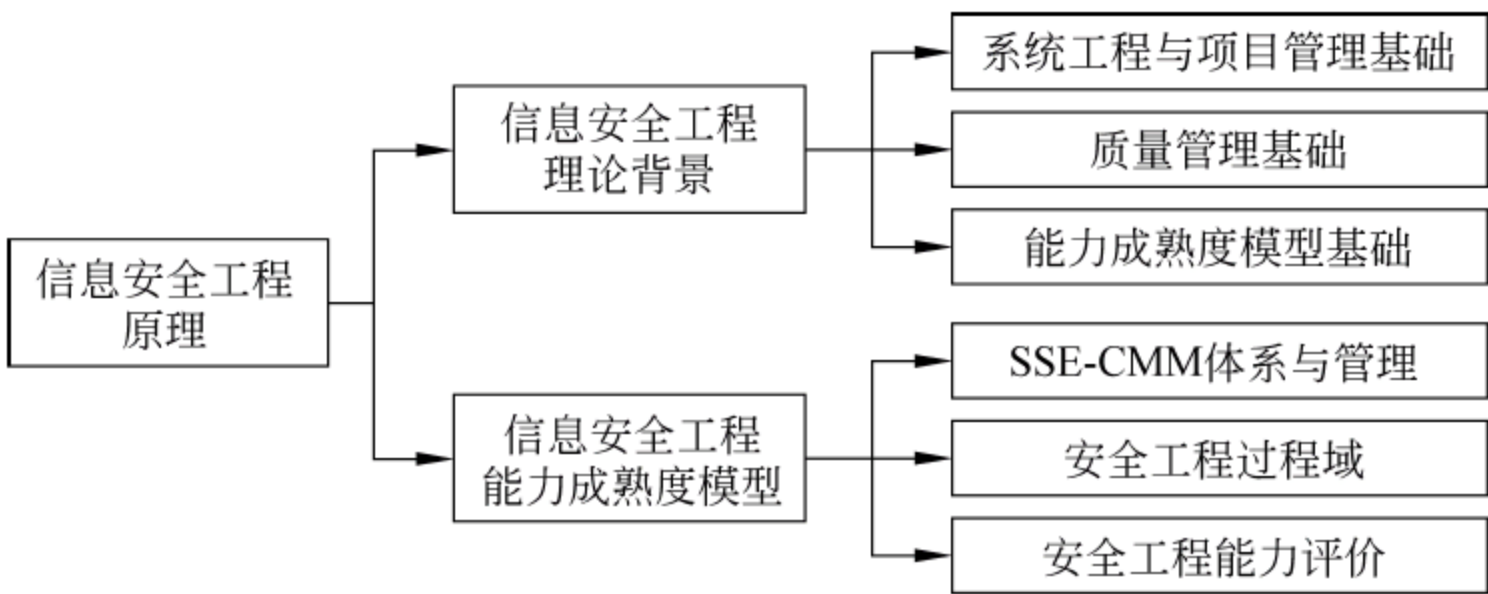 信息安全工程
原理
信息安全工程
理论背景
系统工程与项目管理基础
质量管理基础
能力成熟度模型基础
信息安全工程
能力成熟度模型
SSE-CMM体系与管理
安全工程过程域
安全工程能力评价